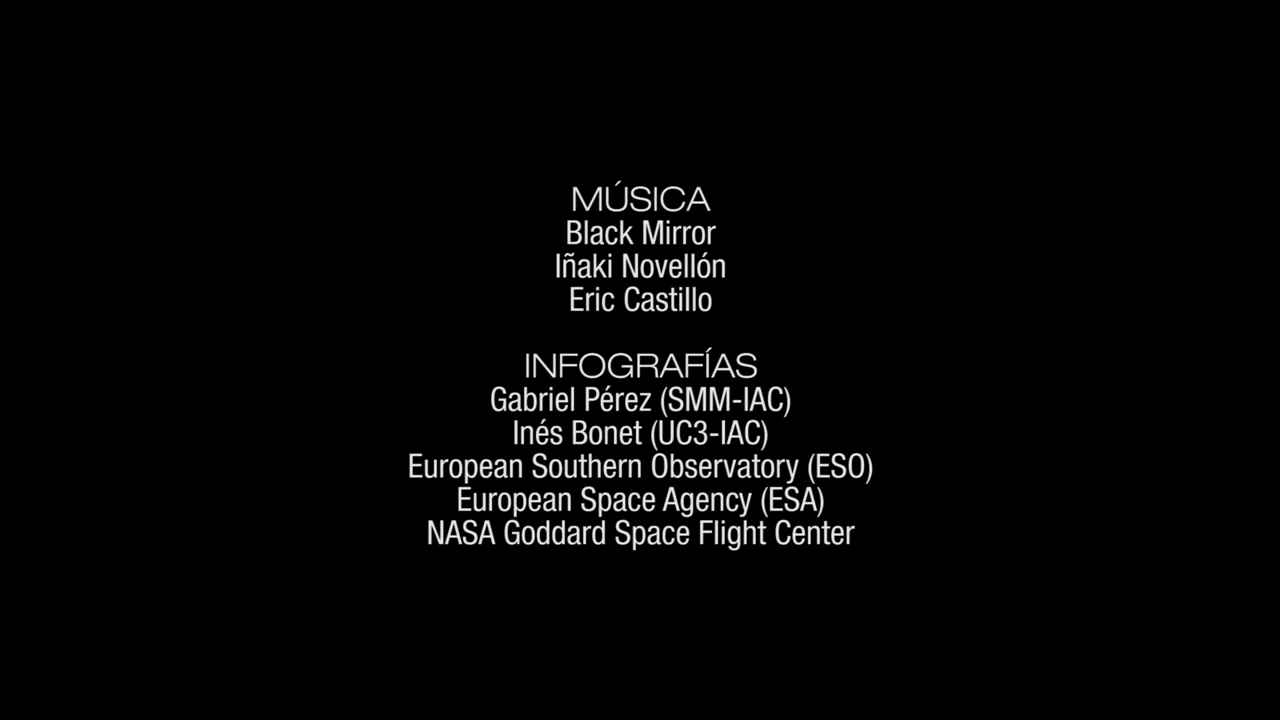 MÚSICA
Black Mirror
Iñaki Novellón
Eric Castillo
INFOGRAFÍAS
Gabriel Pérez (SMM-IAC)
Inés Bonet (UC3-IAC)
European Southern Observatory (ESO)
European Space Agency (ESA)
NASA Goddard Space Flight Center